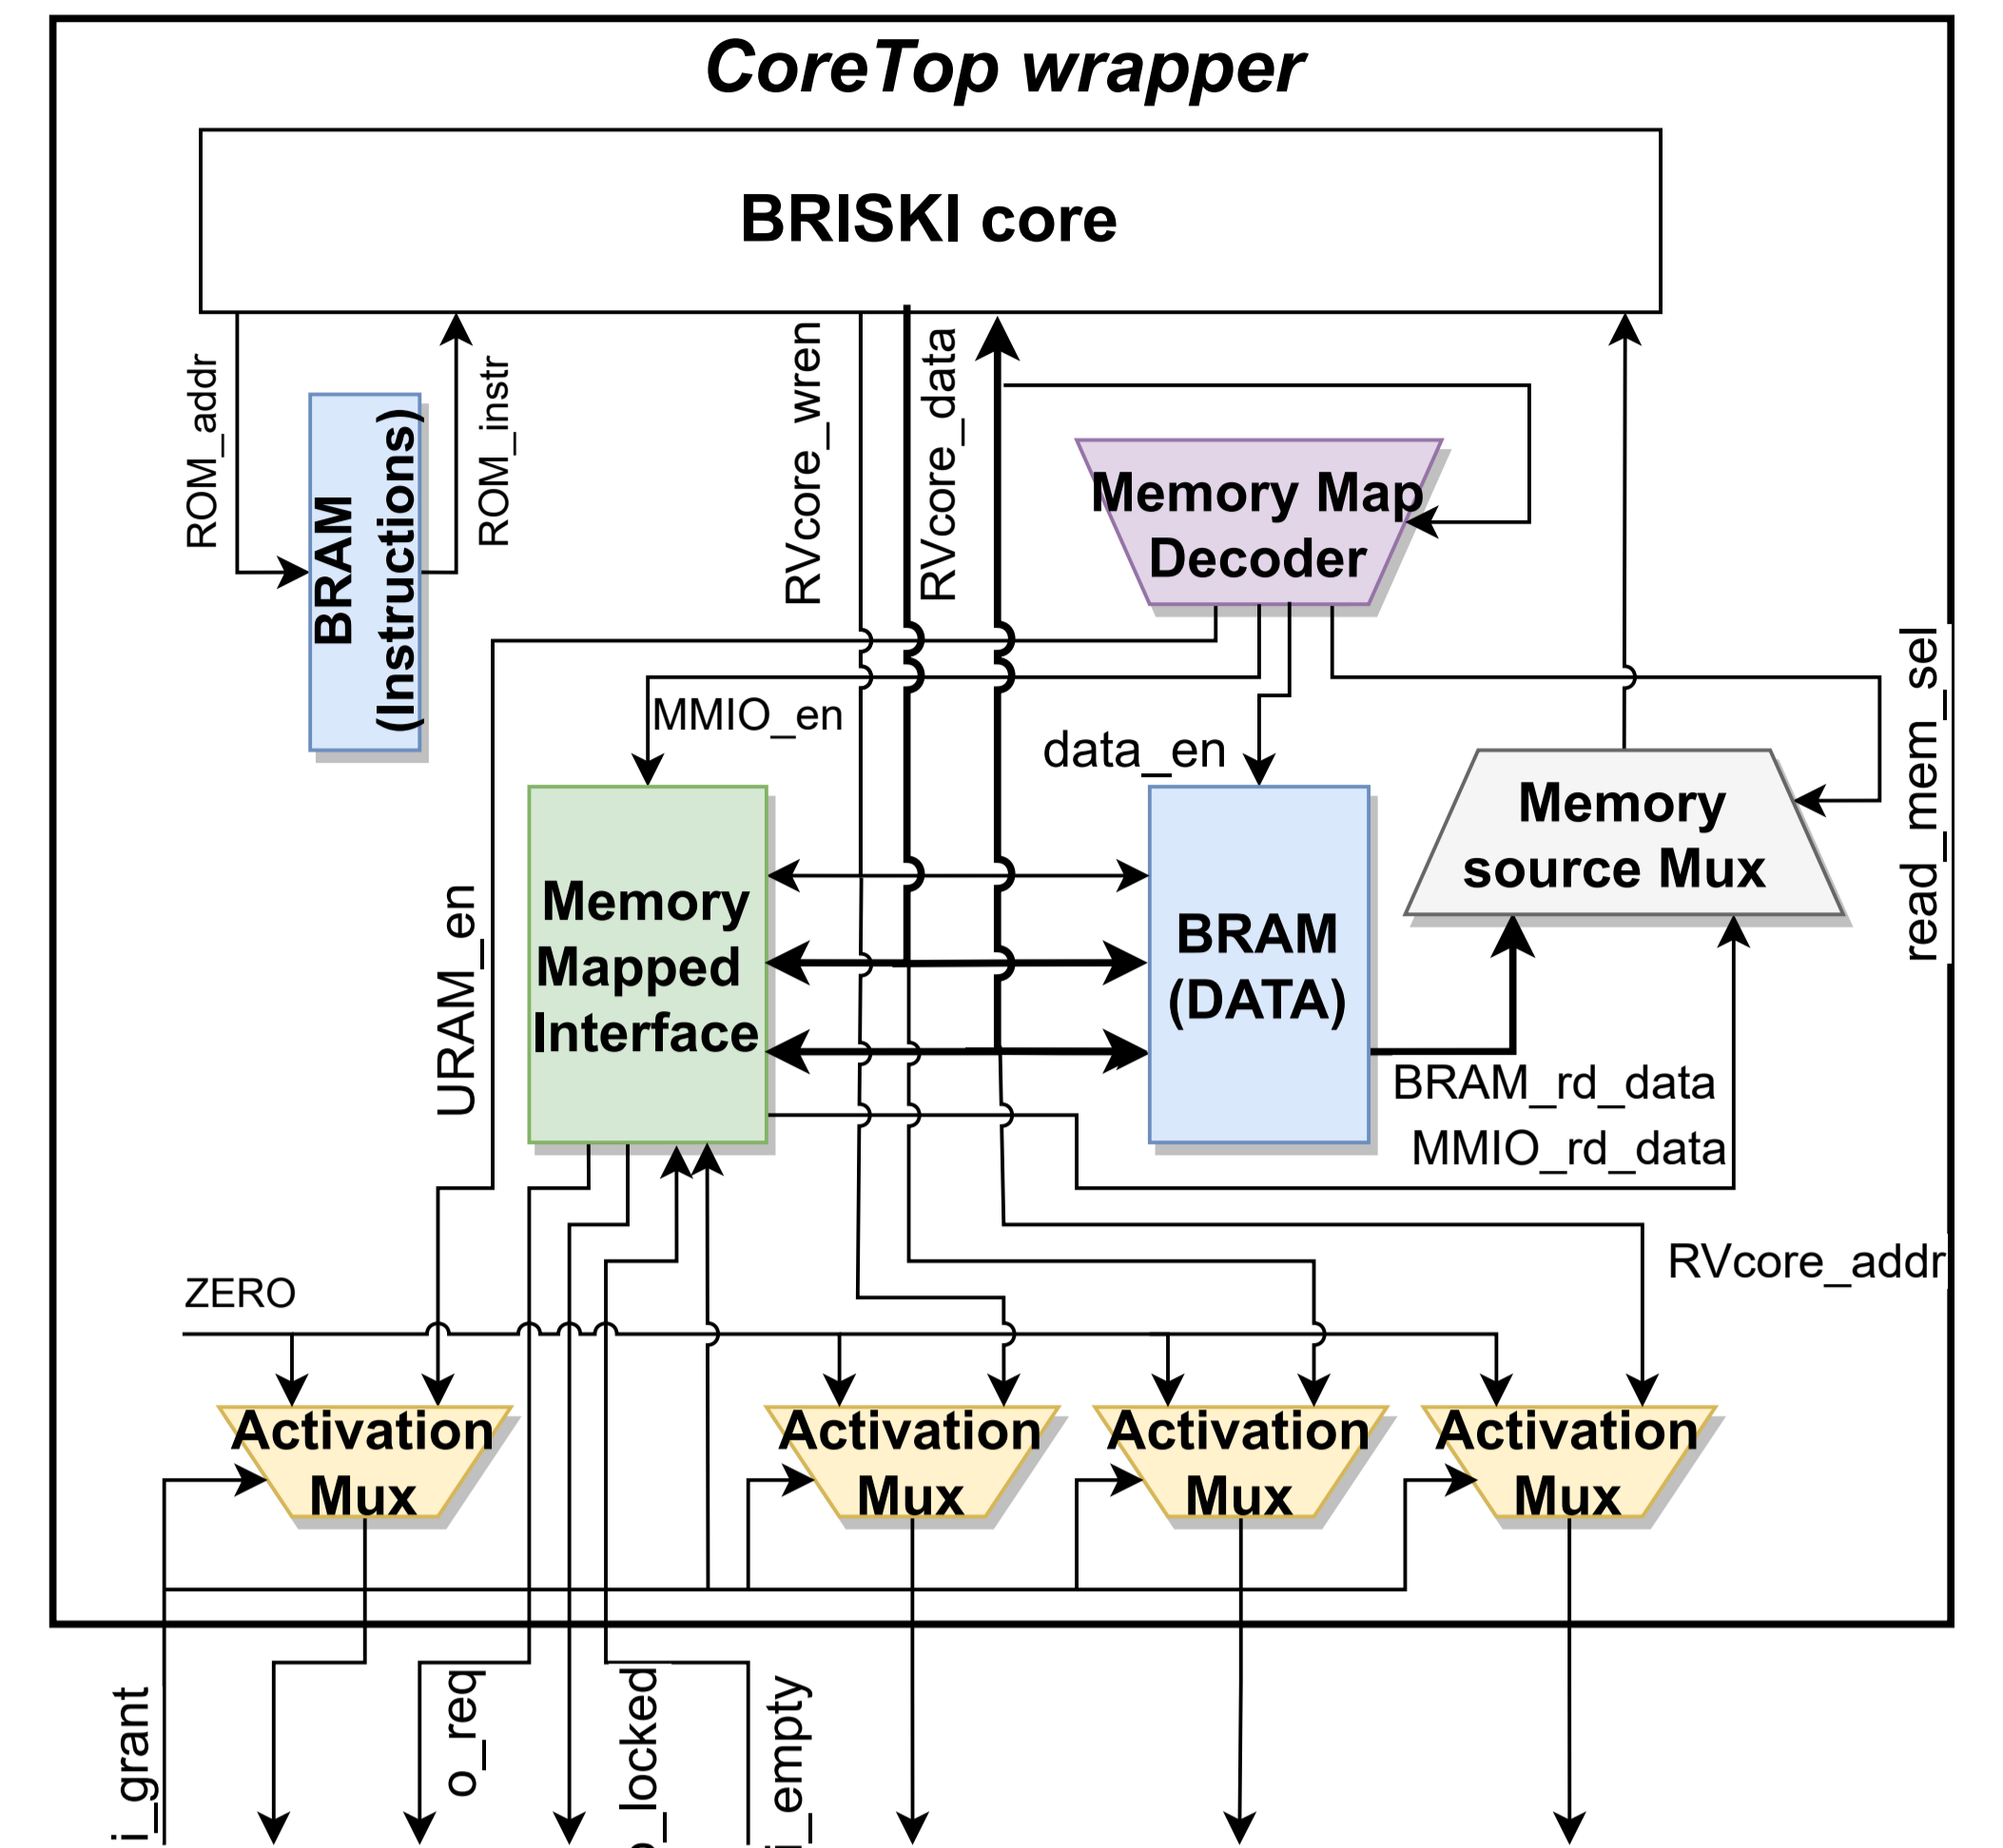 CoreTop wrapper
BRISKI core
ROM_addr
BRAM
(Instructions)
ROM_instr
RVcore_wren
RVcore_data
Memory Map
Decoder
read_mem_sel
MMIO_en
data_en
URAM_en
Memory
Mapped
Interface
BRAM
(DATA)
Memory
source Mux
BRAM_rd_data
MMIO_rd_data
RVcore_addr
ZERO
Activation
Mux
Activation
Mux
Activation
Mux
Activation
Mux
i_grant
o_req
_locked
i_empty